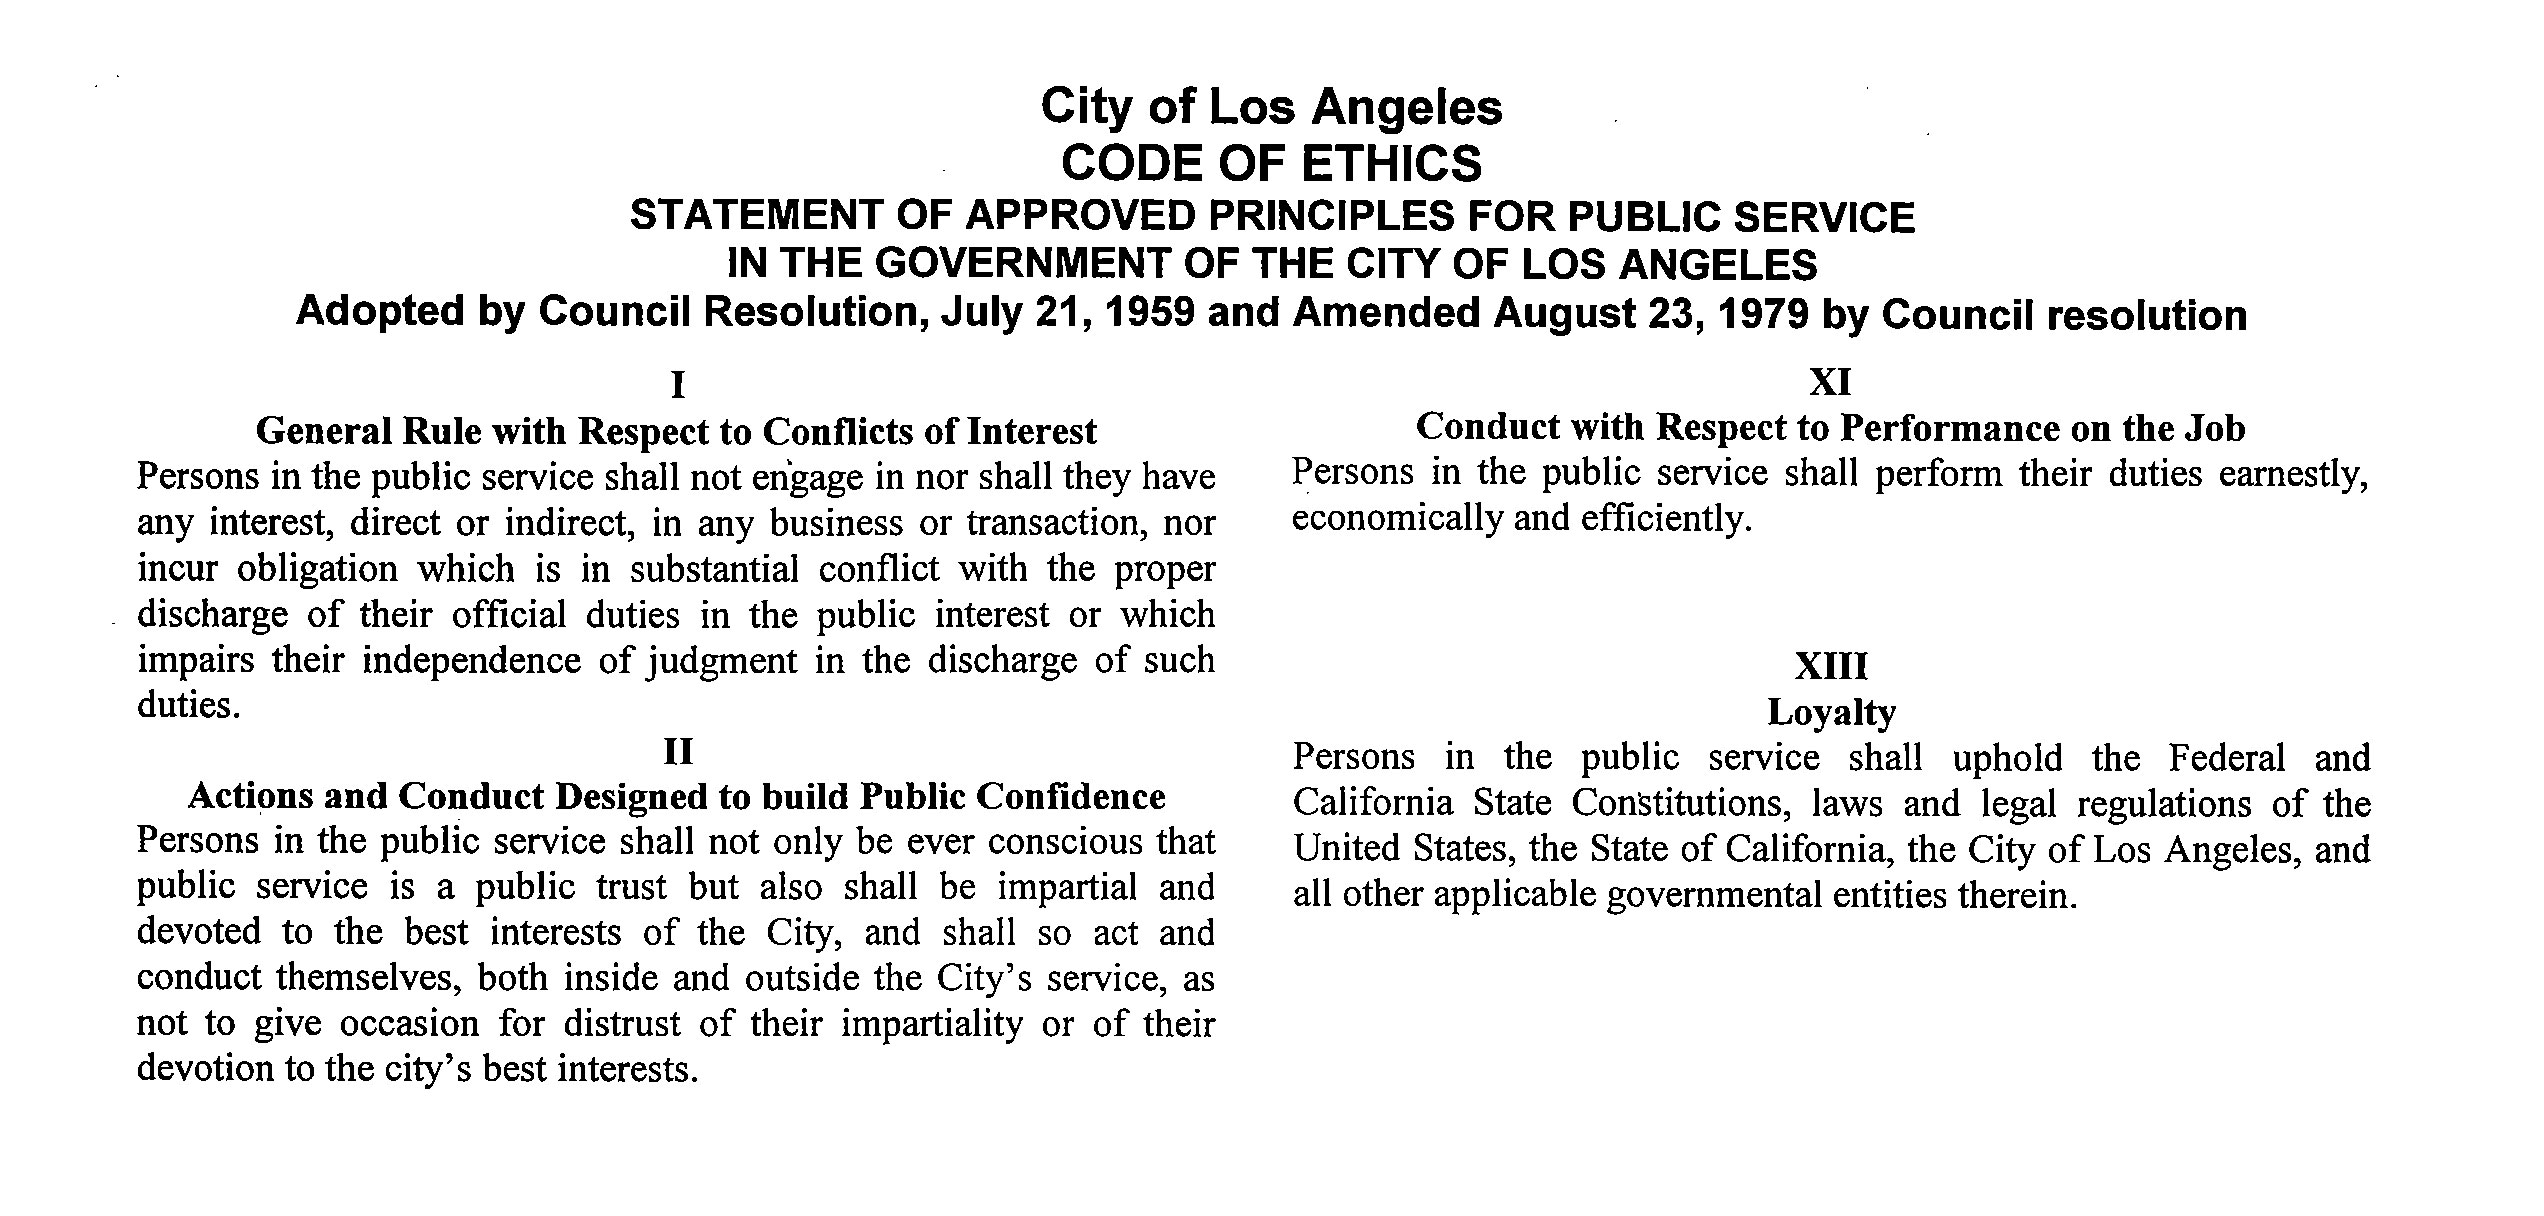 City of Los Angeles
CODE OF ETHICS
STATEMENT OF APPROVED PRINCIPLES FOR PUBLIC SERVICE
IN THE GOVERNMENT OF THE CITY OF LOS ANGELES
Adopted by Council Resolution, July 21, 1959 and Amended August 23, 1979 by Council resolution
I
General Rule with Respect to Conflicts of Interest
Persons in the public service shall not engage in nor shall they have
any interest, direct or indirect, in any business or transaction, nor
incur obligation which is in substantial conflict with the proper
discharge of their official duties in the public interest or which
impairs their independence of judgment in the discharge of such
duties.
II
Actions and Conduct Designed to build Public Confidence
Persons in the public service shall not only be ever conscious that
public service is a public trust but also shall be impartial and
devoted to the best interests of the City, and shall so act and
conduct themselves, both inside and outside the City's service, as
not to give occasion for distrust of their impartiality or of their
devotion to the city's best interests.
XI
Conduct with Respect to Performance on the Job
Persons in the public service shall perform their duties earnestly,
economically and efficiently.
XIII
Loyalty
Persons in the public service shall uphold the Federal and
California State Constitutions, laws and legal regulations of the
United States, the State of California, the City of Los Angeles, and
all other applicable governmental entities therein.